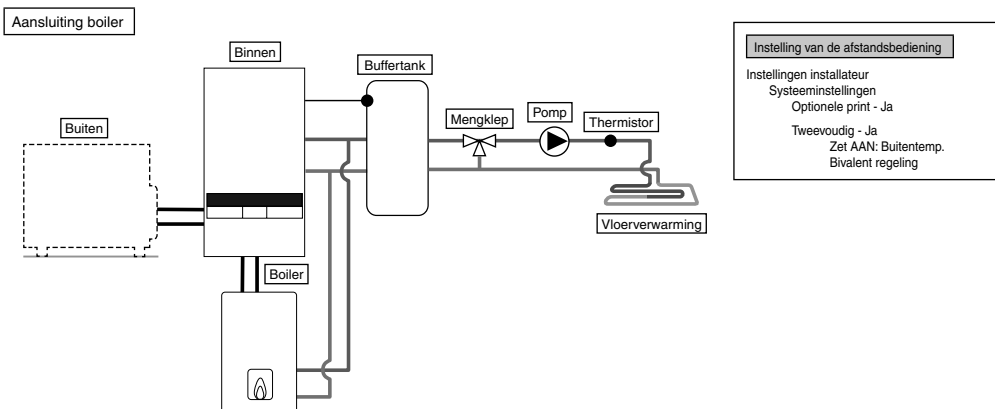 Aansluiting boiler
Binnen
Buffertank
Buiten
Mengklep
Pomp
Thermistor
Vloerverwarming
Boiler
Instelling van de afstandsbediening
Instellingen installateur
Systeeminstellingen
Optionele print - Ja
Tweevoudig - Ja
Zet AAN: Buitentemp.
Bivalent regeling